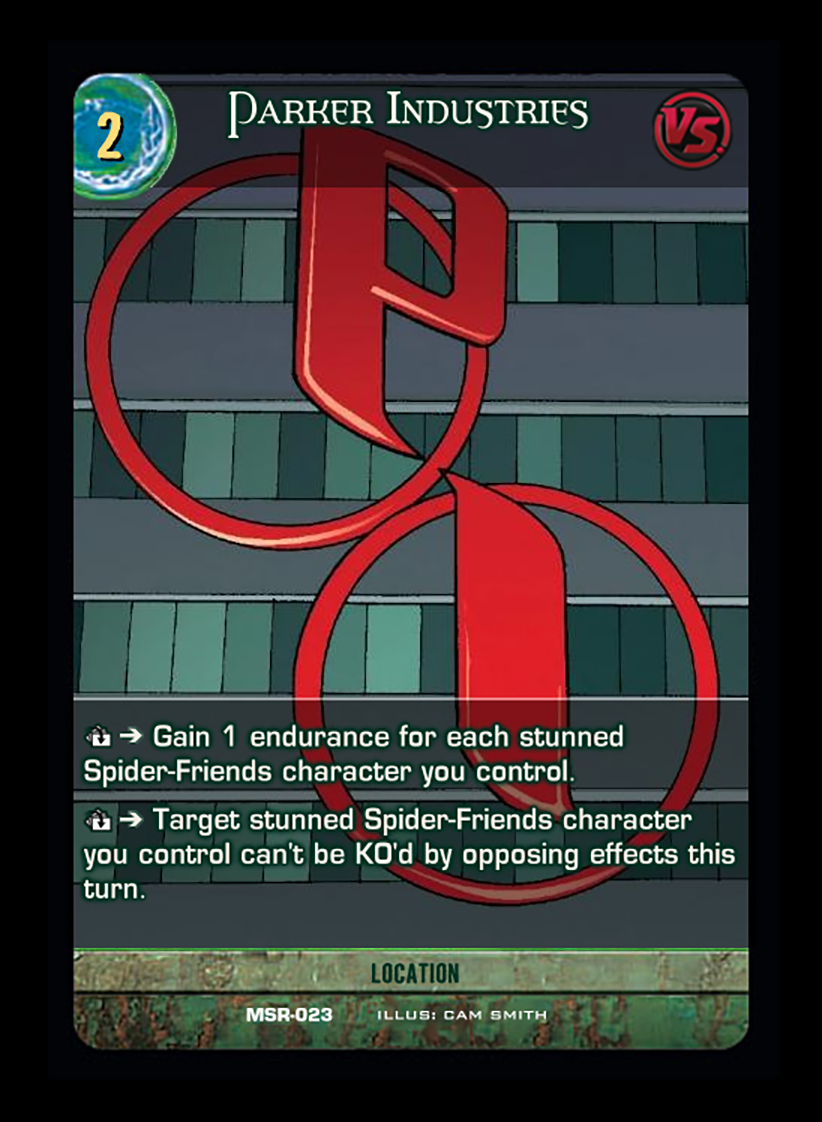 2
Parker Industries
VS.
P
I
→ Gain 1 endurance for each stunned
Spider-Friends character you control.
→ Target stunned Spider-Friends character
you control can't be KO'd by opposing effects this
turn.
LOCATION
MSR-023 ILLUS: CAM SMITH